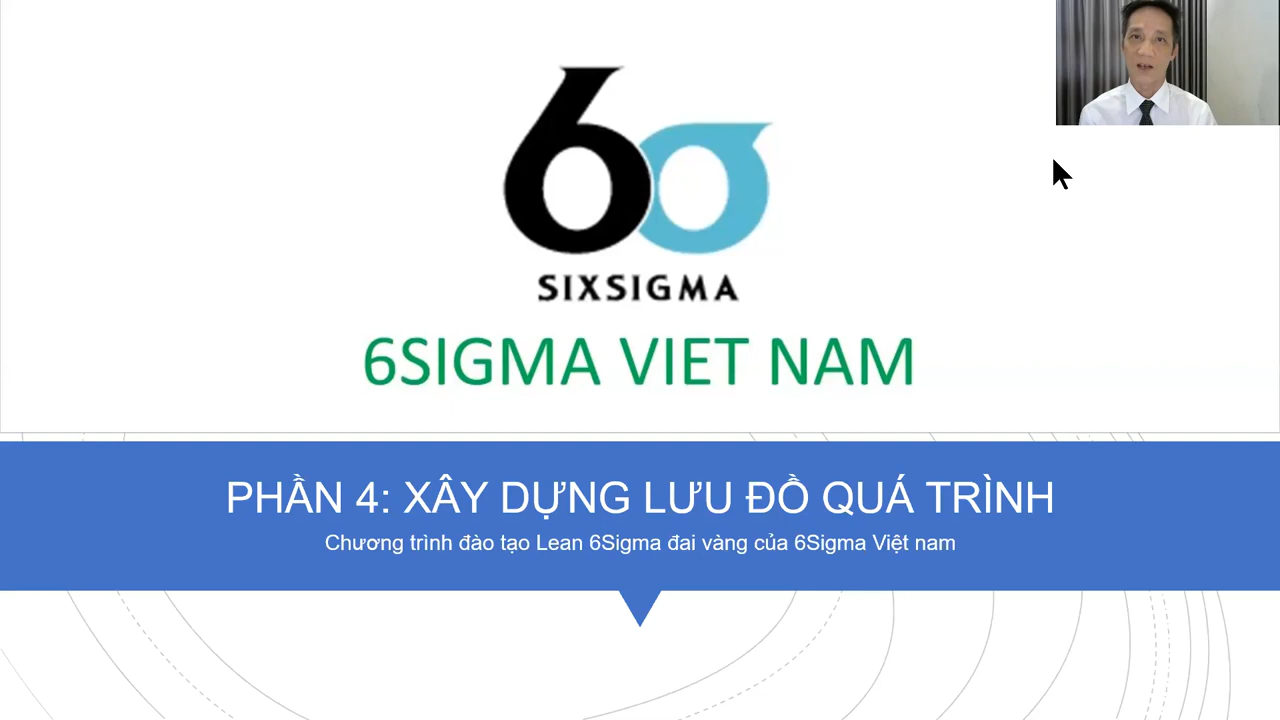 6σ
SIXSIGMA
6SIGMA VIET NAM
PHẦN 4: XÂY DỰNG LƯU ĐỒ QUÁ TRÌNH
Chương trình đào tạo Lean 6Sigma đai vàng của 6Sigma Việt nam